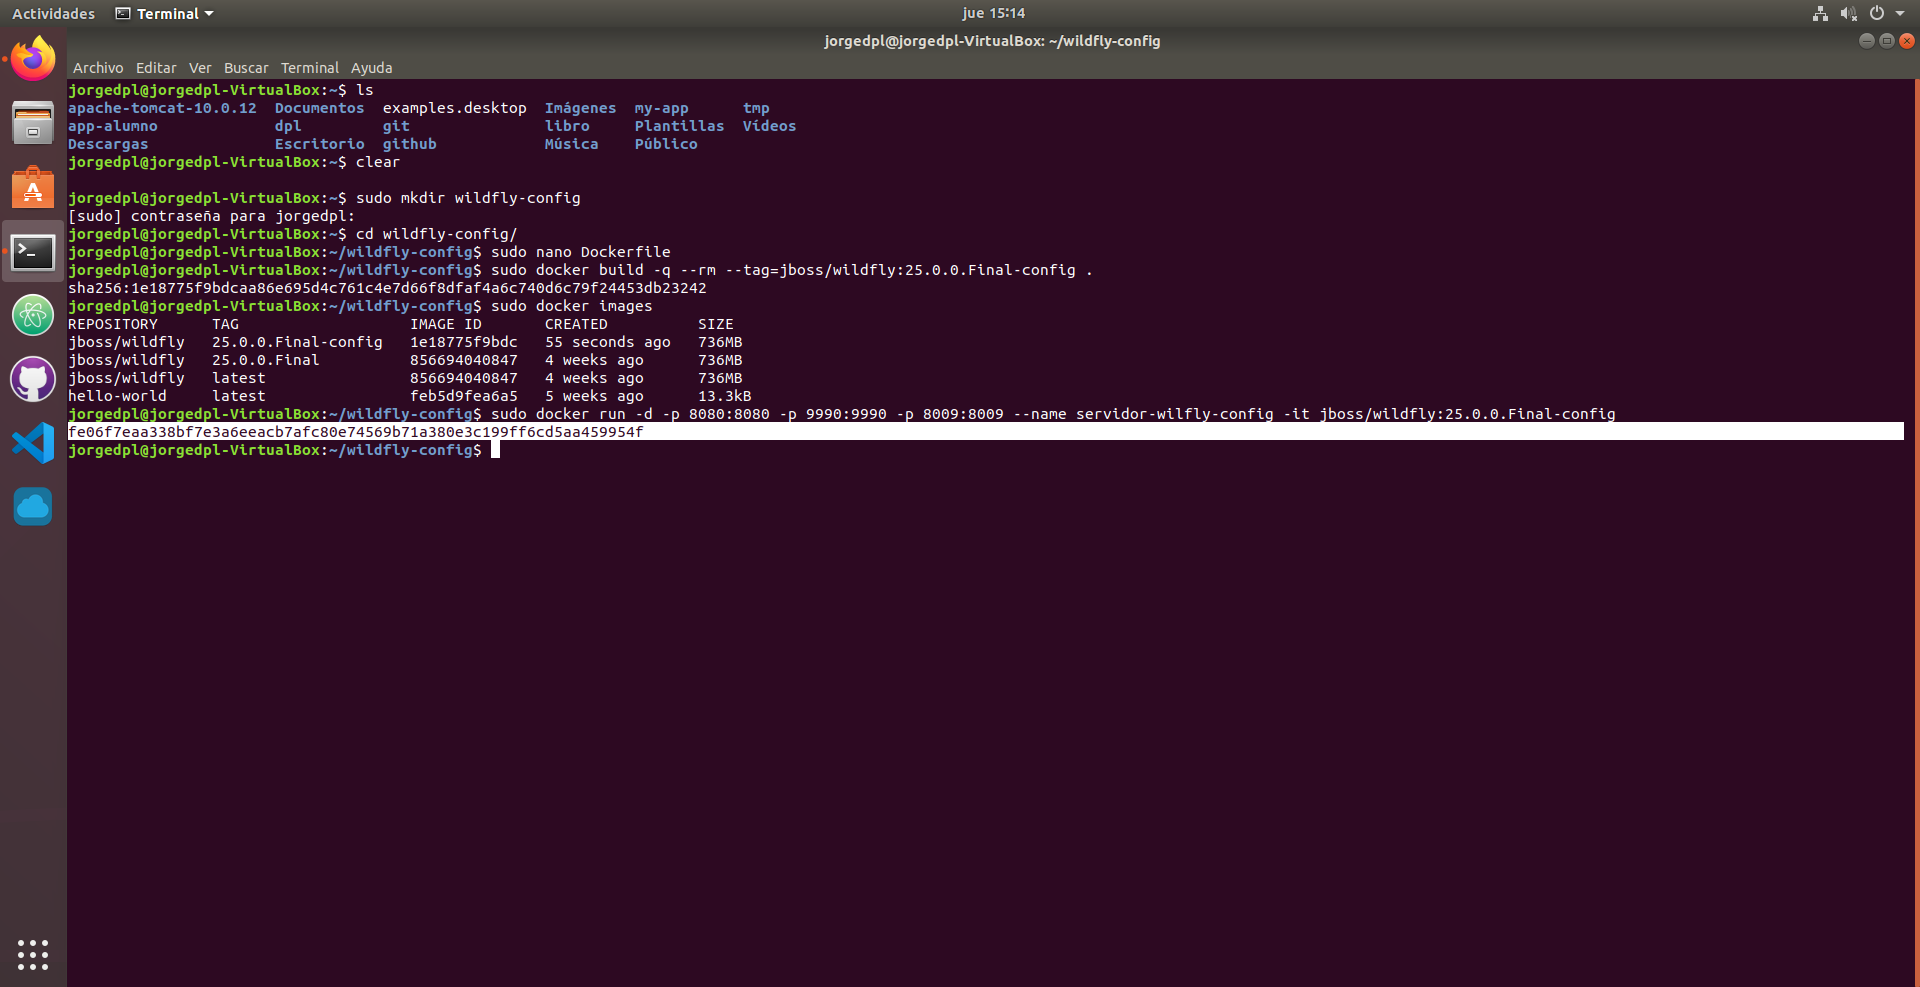 Actividades Terminal jue 15:14
jorgedpl@jorgedpl-VirtualBox: ~/wildfly-config
Archivo Editar Ver Buscar Terminal Ayuda
jorgedpl@jorgedpl-VirtualBox:~$ ls
apache-tomcat-10.0.12 Documentos examples.desktop Imágenes my-app tmp
app-alumno dpl git libro Plantillas Vídeos
Descargas Escritorio github Música Público
jorgedpl@jorgedpl-VirtualBox:~$ clear
jorgedpl@jorgedpl-VirtualBox:~$ sudo mkdir wildfly-config
[sudo] contraseña para jorgedpl:
jorgedpl@jorgedpl-VirtualBox:~$ cd wildfly-config/
jorgedpl@jorgedpl-VirtualBox:~/wildfly-config$ sudo nano Dockerfile
jorgedpl@jorgedpl-VirtualBox:~/wildfly-config$ sudo docker build -q --rm --tag=jboss/wildfly:25.0.0.Final-config .
sha256:1e18775f9bdcaa86e695d4c761c4e7d66f8dfaf4a6c740d6c79f24453db23242
jorgedpl@jorgedpl-VirtualBox:~/wildfly-config$ sudo docker images
REPOSITORY TAG IMAGE ID CREATED SIZE
jboss/wildfly 25.0.0.Final-config 1e18775f9bdc 55 seconds ago 736MB
jboss/wildfly 25.0.0.Final 856694040847 4 weeks ago 736MB
jboss/wildfly latest 856694040847 4 weeks ago 736MB
hello-world latest feb5d9fea6a5 5 weeks ago 13.3kB
jorgedpl@jorgedpl-VirtualBox:~/wildfly-config$ sudo docker run -d -p 8080:8080 -p 9990:9990 -p 8009:8009 --name servidor-wilfly-config -it jboss/wildfly:25.0.0.Final-config
fe06f7eaa338bf7e3a6eeacb7afc80e74569b71a380e3c199ff6cd5aa459954f
jorgedpl@jorgedpl-VirtualBox:~/wildfly-config$